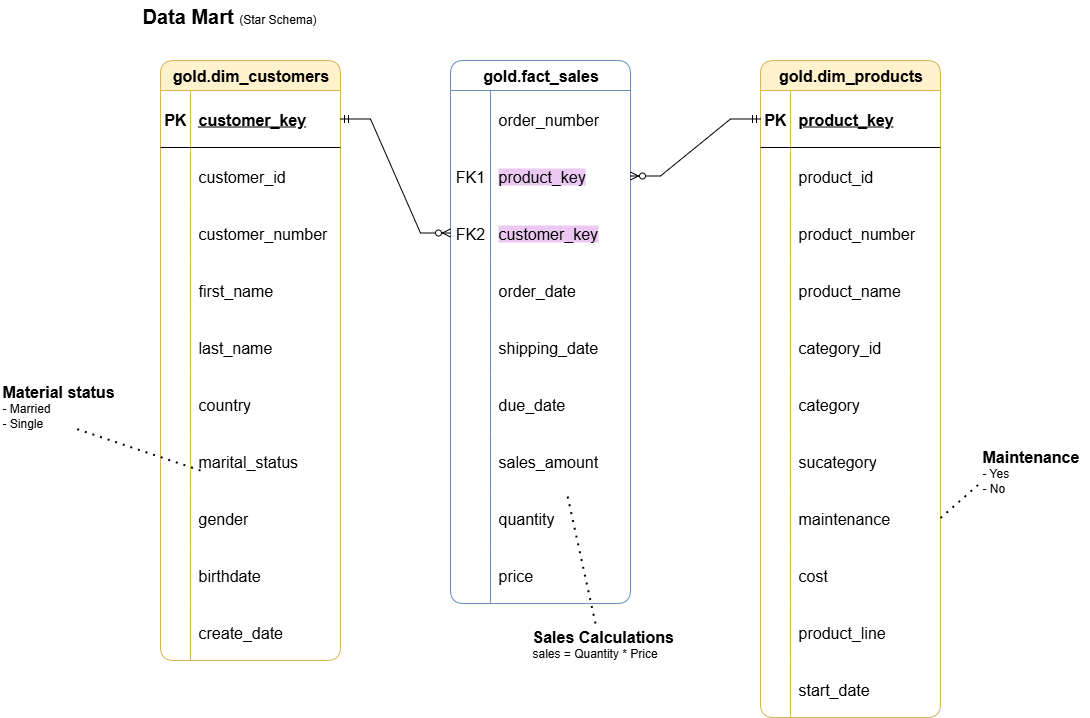 Data Mart (Star Schema)
gold.dim_customers
PK customer_key
customer_id
customer_number
first_name
last_name
country
marital_status
gender
birthdate
create_date
Material status
- Married
- Single
gold.fact_sales
order_number
FK1 product_key
FK2 customer_key
order_date
shipping_date
due_date
sales_amount
quantity
price
Sales Calculations
sales = Quantity * Price
gold.dim_products
PK product_key
product_id
product_number
product_name
category_id
category
sucategory
maintenance
cost
product_line
start_date
Maintenance
- Yes
- No